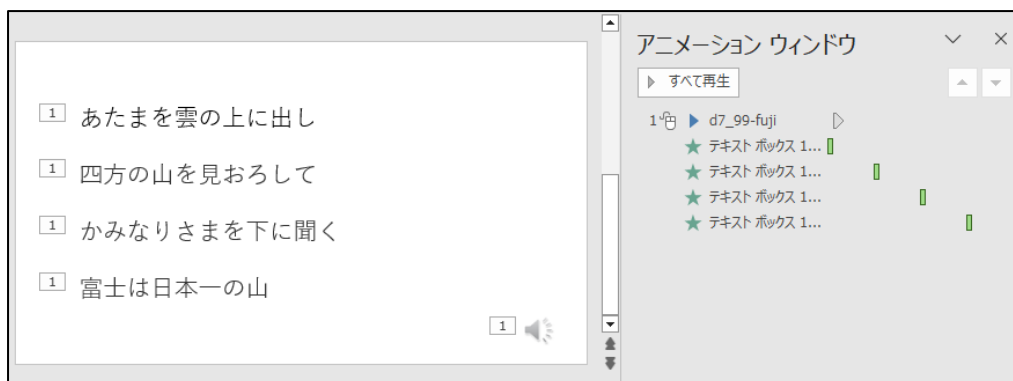 1 あたまを雲の上に出し
1 四方の山を見おろして
1 かみなりさまを下に聞く
1 富士は日本一の山
1
アニメーション ウィンドウ
すべて再生
1 d7_99-fuji
テキスト ボックス 1...
テキスト ボックス 1...
テキスト ボックス 1...
テキスト ボックス 1...